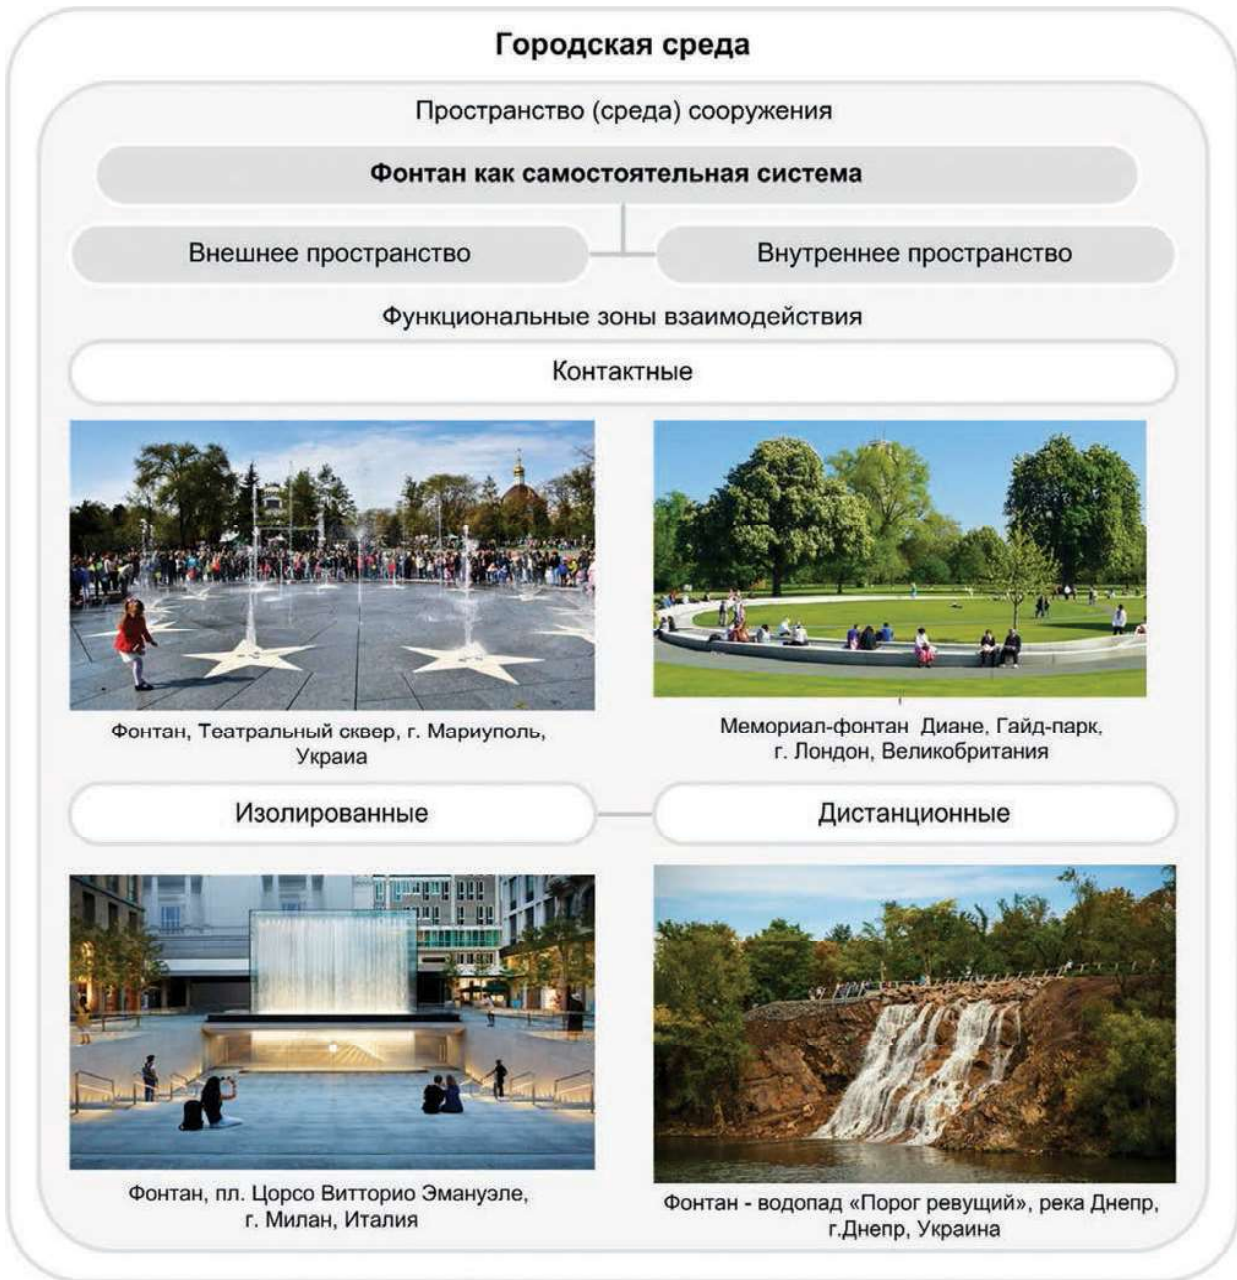 Городская среда
Пространство (среда) сооружения
Фонтан как самостоятельная система
Внешнее пространство
Внутреннее пространство
Функциональные зоны взаимодействия
Контактные
Фонтан, Театральный сквер, г. Мариуполь,
Украиа
Мемориал-фонтан Диане, Гайд-парк,
г. Лондон, Великобритания
Изолированные
Дистанционные
Фонтан, пл. Цорсо Витторио Эмануэле,
г. Милан, Италия
Фонтан - водопад «Порог ревущий», река Днепр,
г.Днепр, Украина